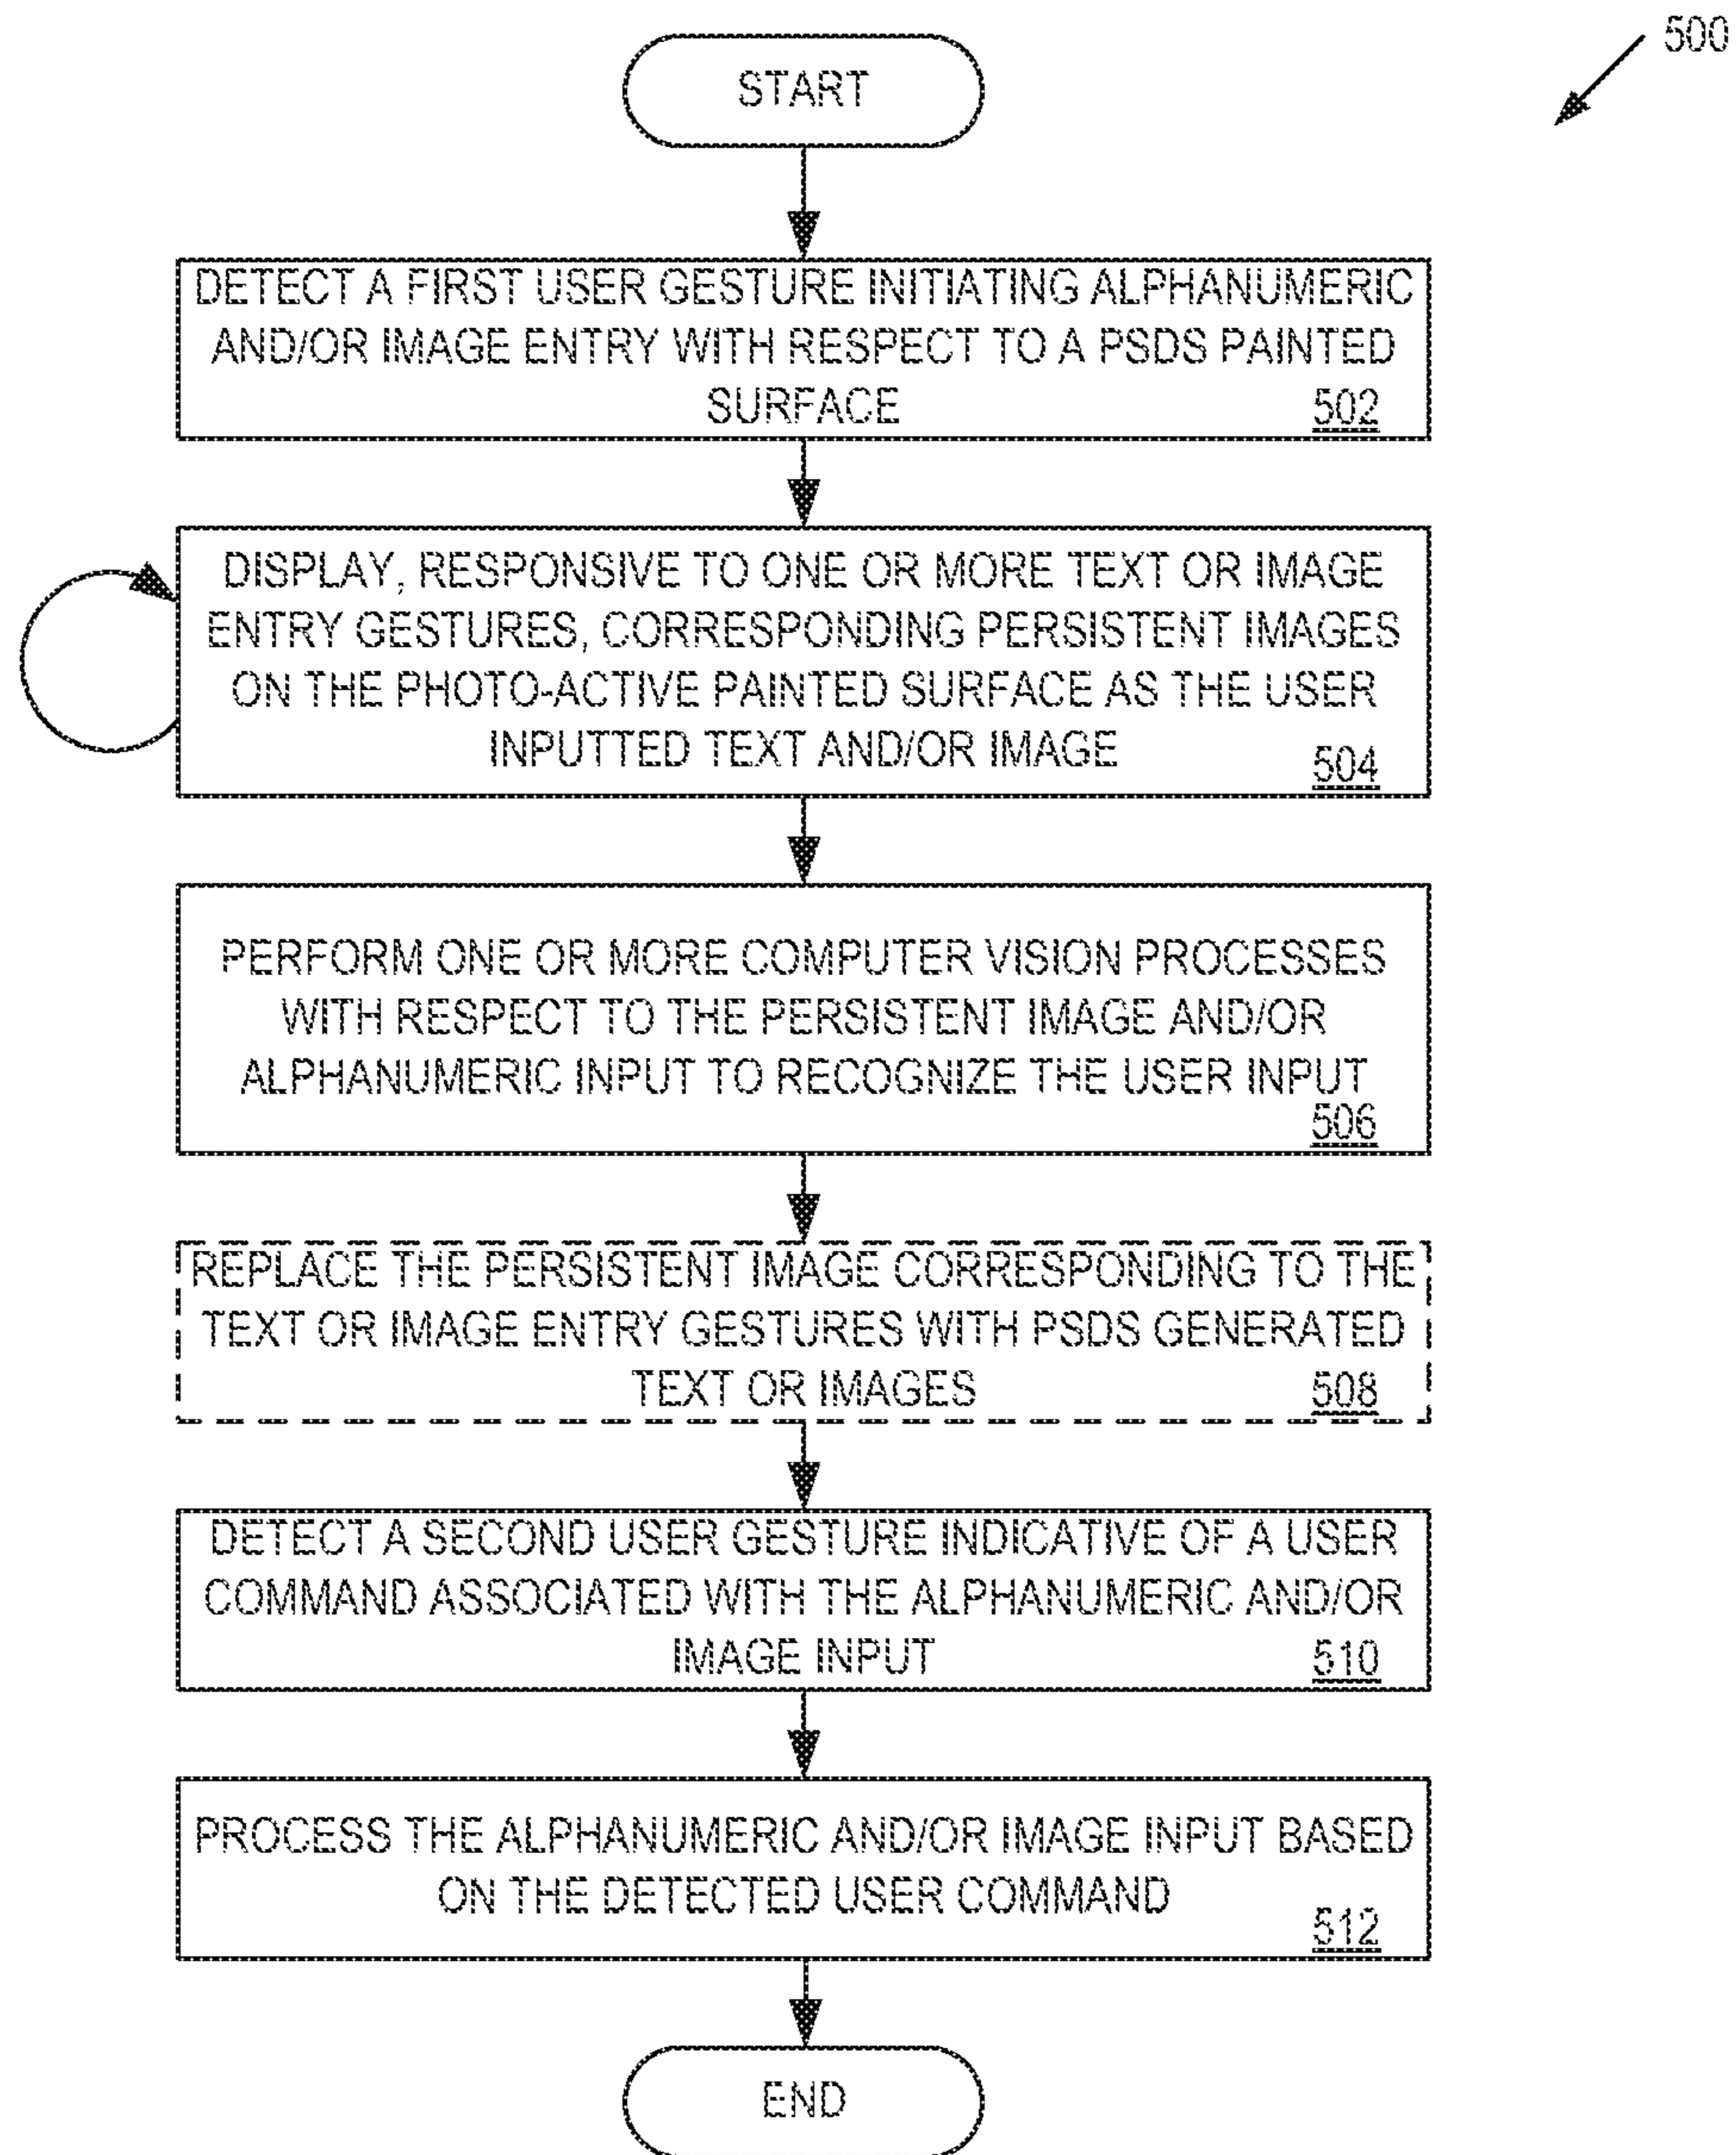 500
START
DETECT A FIRST USER GESTURE INITIATING ALPHANUMERIC
AND/OR IMAGE ENTRY WITH RESPECT TO A PSDS PAINTED
SURFACE
502
DISPLAY, RESPONSIVE TO ONE OR MORE TEXT OR IMAGE
ENTRY GESTURES, CORRESPONDING PERSISTENT IMAGES
ON THE PHOTO-ACTIVE PAINTED SURFACE AS THE USER
INPUTTED TEXT AND/OR IMAGE
504
PERFORM ONE OR MORE COMPUTER VISION PROCESSES
WITH RESPECT TO THE PERSISTENT IMAGE AND/OR
ALPHANUMERIC INPUT TO RECOGNIZE THE USER INPUT
506
REPLACE THE PERSISTENT IMAGE CORRESPONDING TO THE
TEXT OR IMAGE ENTRY GESTURES WITH PSDS GENERATED
TEXT OR IMAGES
508
DETECT A SECOND USER GESTURE INDICATIVE OF A USER
COMMAND ASSOCIATED WITH THE ALPHANUMERIC AND/OR
IMAGE INPUT
510
PROCESS THE ALPHANUMERIC AND/OR IMAGE INPUT BASED
ON THE DETECTED USER COMMAND
512
END